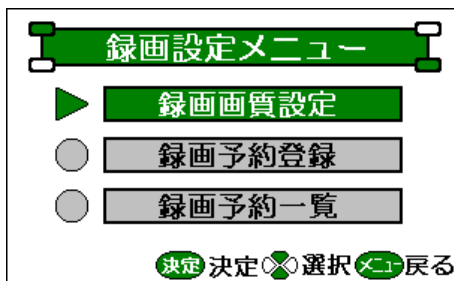 録画設定メニュー
録画画質設定
録画予約登録
録画予約一覧
決定 決定 選択 メニュー 戻る